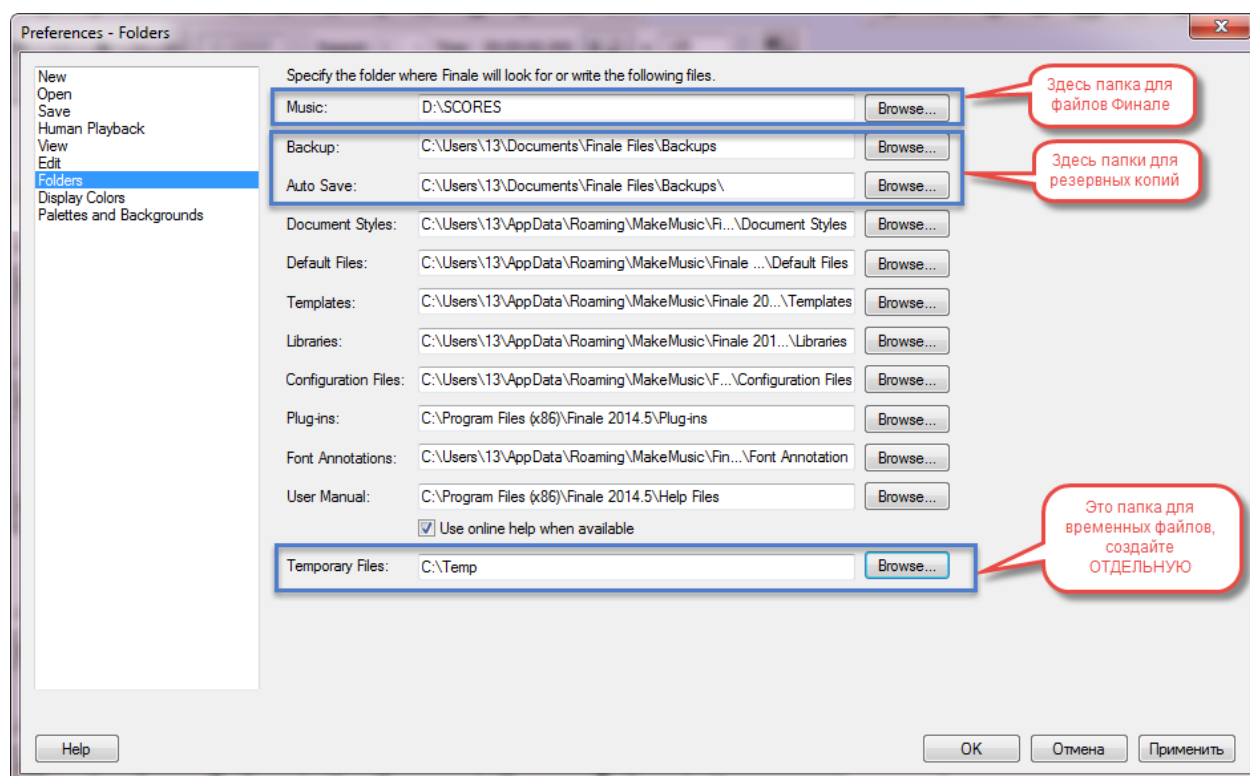 Preferences - Folders
New
Open
Save
Human Playback
View
Edit
Folders
Display Colors
Palettes and Backgrounds
Specify the folder where Finale will look for or write the following files.
Music: D:\SCORES Browse...
Backup: C:\Users\13\Documents\Finale Files\Backups Browse...
Auto Save: C:\Users\13\Documents\Finale Files\Backups\ Browse...
Document Styles: C:\Users\13\AppData\Roaming\MakeMusic\Fi...\Document Styles Browse...
Default Files: C:\Users\13\AppData\Roaming\MakeMusic\Finale ...\Default Files Browse...
Templates: C:\Users\13\AppData\Roaming\MakeMusic\Finale 20...\Templates Browse...
Libraries: C:\Users\13\AppData\Roaming\MakeMusic\Finale 201...\Libraries Browse...
Configuration Files: C:\Users\13\AppData\Roaming\MakeMusic\F...\Configuration Files Browse...
Plug-ins: C:\Program Files (x86)\Finale 2014.5\Plug-ins Browse...
Font Annotations: C:\Users\13\AppData\Roaming\MakeMusic\Fin...\Font Annotation Browse...
User Manual: C:\Program Files (x86)\Finale 2014.5\Help Files Browse...
Use online help when available
Temporary Files: C:\Temp Browse...
Здесь папка для
файлов Финале
Здесь папки для
резервных копий
Это папка для
временных файлов,
создайте
ОТДЕЛЬНУЮ
Help OK Отмена Применить